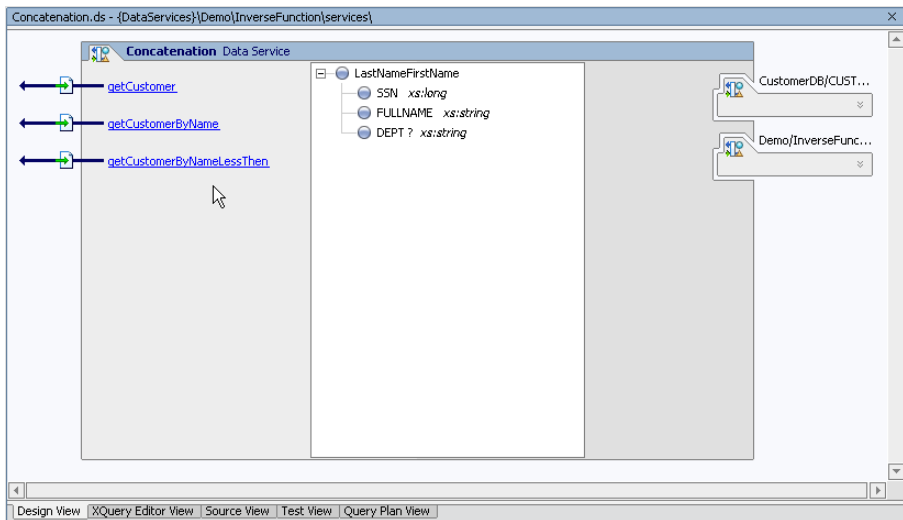 Concatenation.ds - {DataServices}\Demo\InverseFunction\services\
Concatenation Data Service
getCustomer
getCustomerByName
getCustomerByNameLessThen
LastNameFirstName
SSN xs:long
FULLNAME xs:string
DEPT ? xs:string
CustomerDB/CUST...
Demo/InverseFunc...
Design View XQuery Editor View Source View Test View Query Plan View